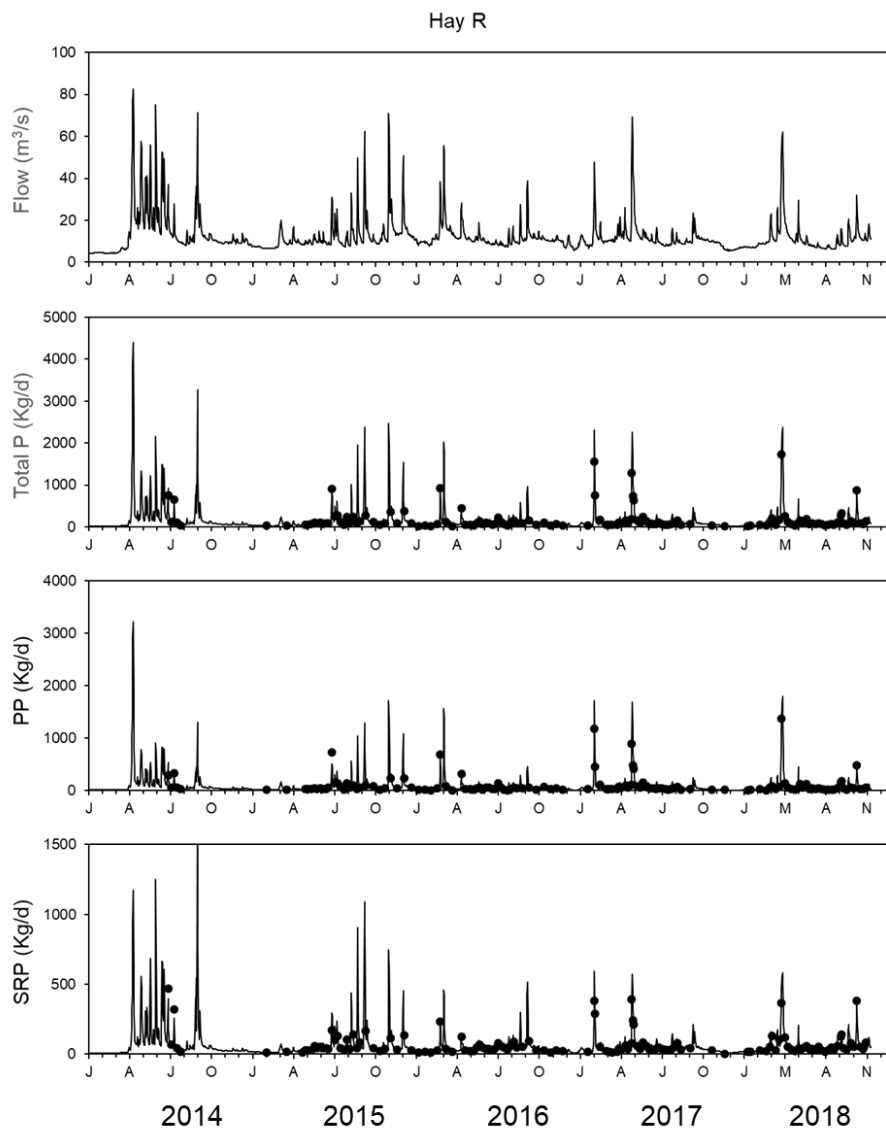 Hay R
Flow (m³/s)
100
80
60
40
20
0
J A J O J A J O J A J O J A J O J M A N
Total P (Kg/d)
5000
4000
3000
2000
1000
0
J A J O J A J O J A J O J A J O J M A N
PP (Kg/d)
4000
3000
2000
1000
0
J A J O J A J O J A J O J A J O J M A N
SRP (Kg/d)
1500
1000
500
0
J A J O J A J O J A J O J A J O J M A N
2014 2015 2016 2017 2018